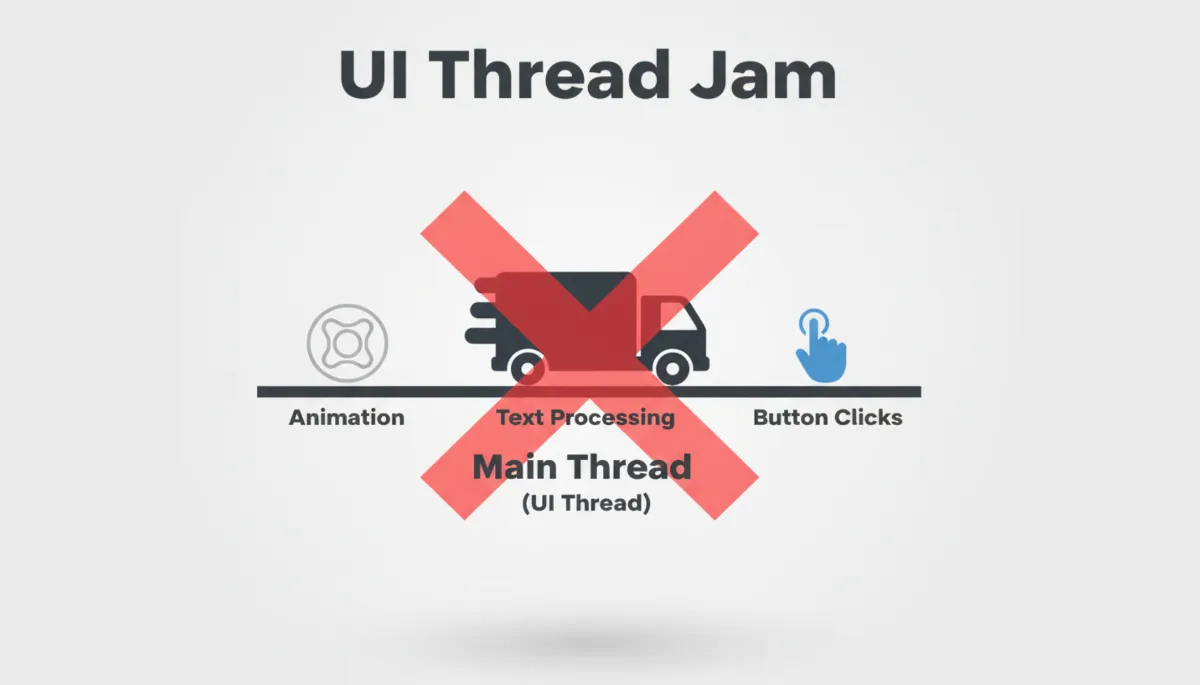 UI Thread Jam
Animation
Text Processing
Button Clicks
Main Thread
(UI Thread)